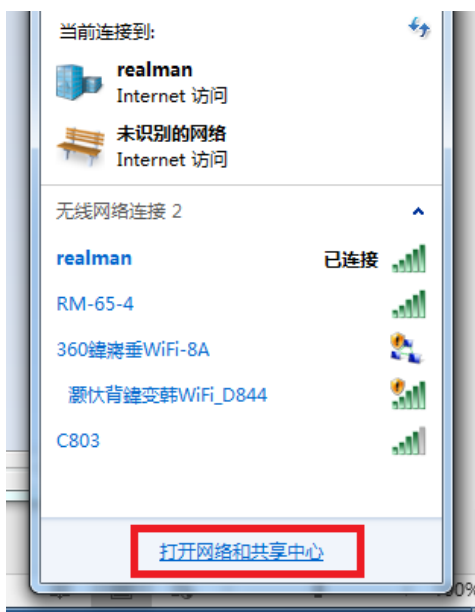 当前连接到:
realman
Internet 访问
未识别的网络
Internet 访问
无线网络连接 2
realman 已连接
RM-65-4
360鍏嶈垂WiFi-8A
灏忕背鍏变韩WiFi_D844
C803
打开网络和共享中心
00%